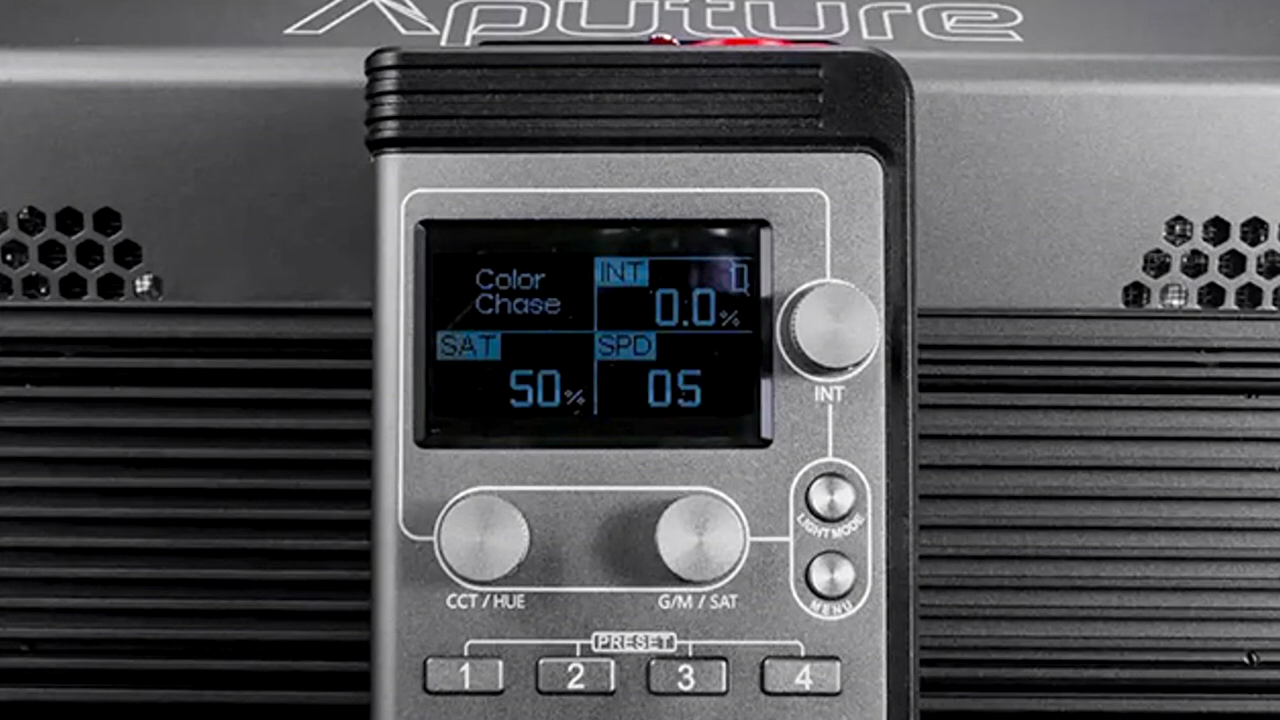 Aputure
Color
Chase
INT
0.0%
SAT
50%
SPD
05
INT
LIGHT MODE
MENU
CCT / HUE
G/M / SAT
PRESET
1
2
3
4